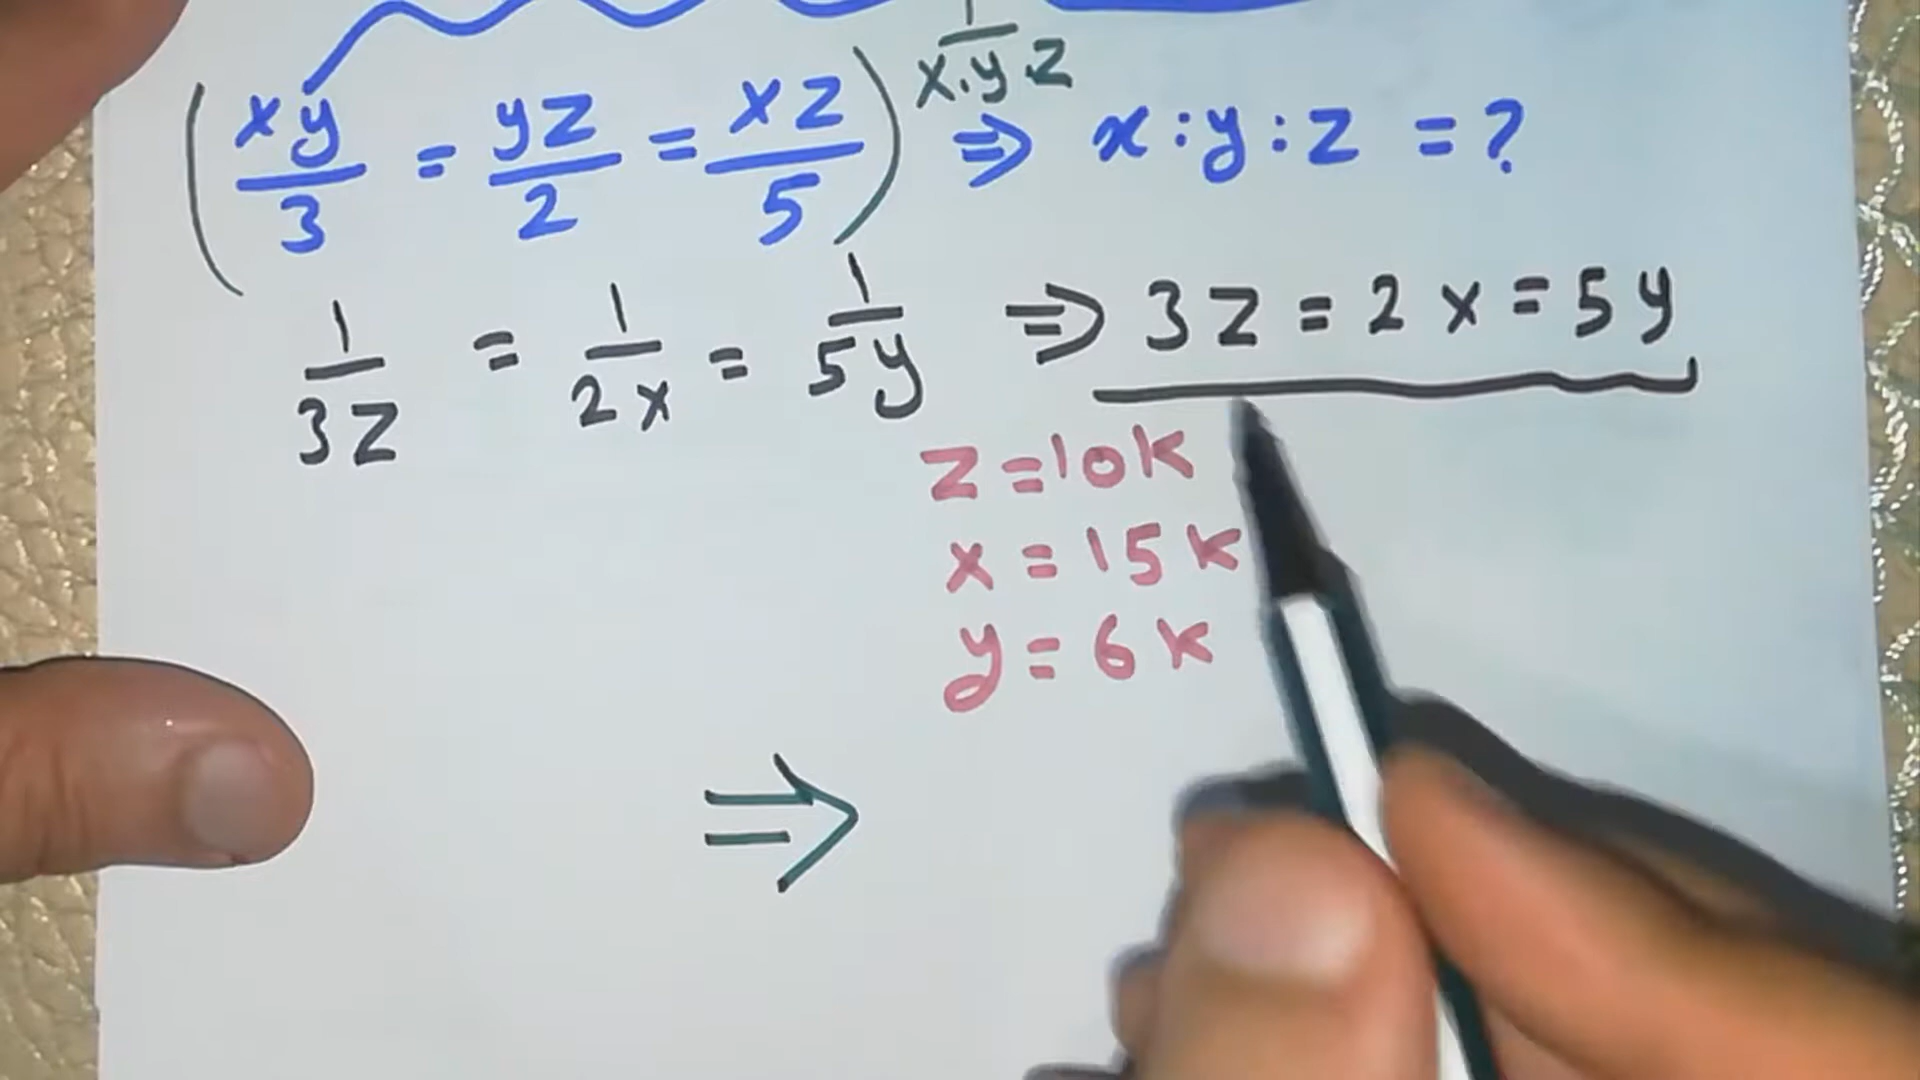 (xy/3 = yz/2 = xz/5) 1/x.y.z ⇒ x:y:z = ?
1/3z = 1/2x = 1/5y ⇒ 3z = 2x = 5y
z = 10k
x = 15k
y = 6k
⇒